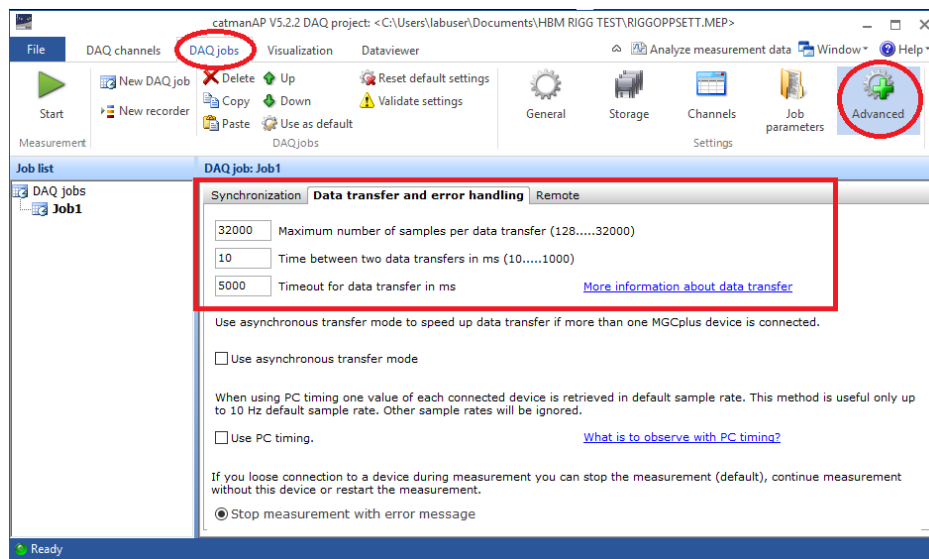 catmanAP V5.2.2 DAQ project: <C:\Users\labuser\Documents\HBM RIGG TEST\RIGGOPPSETT.MEP>
File DAQ channels DAQ jobs Visualization Dataviewer Analyze measurement data Window Help
New DAQ job Delete Up Reset default settings
Copy Down Validate settings
New recorder
Paste Use as default
Start General Storage Channels Job parameters Advanced
Measurement DAQjobs Settings
Job list DAQ job: Job1
DAQ jobs
Job1
Synchronization Data transfer and error handling Remote
32000 Maximum number of samples per data transfer (128.....32000)
10 Time between two data transfers in ms (10.....1000)
5000 Timeout for data transfer in ms More information about data transfer
Use asynchronous transfer mode to speed up data transfer if more than one MGCplus device is connected.
Use asynchronous transfer mode
When using PC timing one value of each connected device is retrieved in default sample rate. This method is useful only up
to 10 Hz default sample rate. Other sample rates will be ignored.
Use PC timing. What is to observe with PC timing?
If you loose connection to a device during measurement you can stop the measurement (default), continue measurement
without this device or restart the measurement.
Stop measurement with error message
Ready